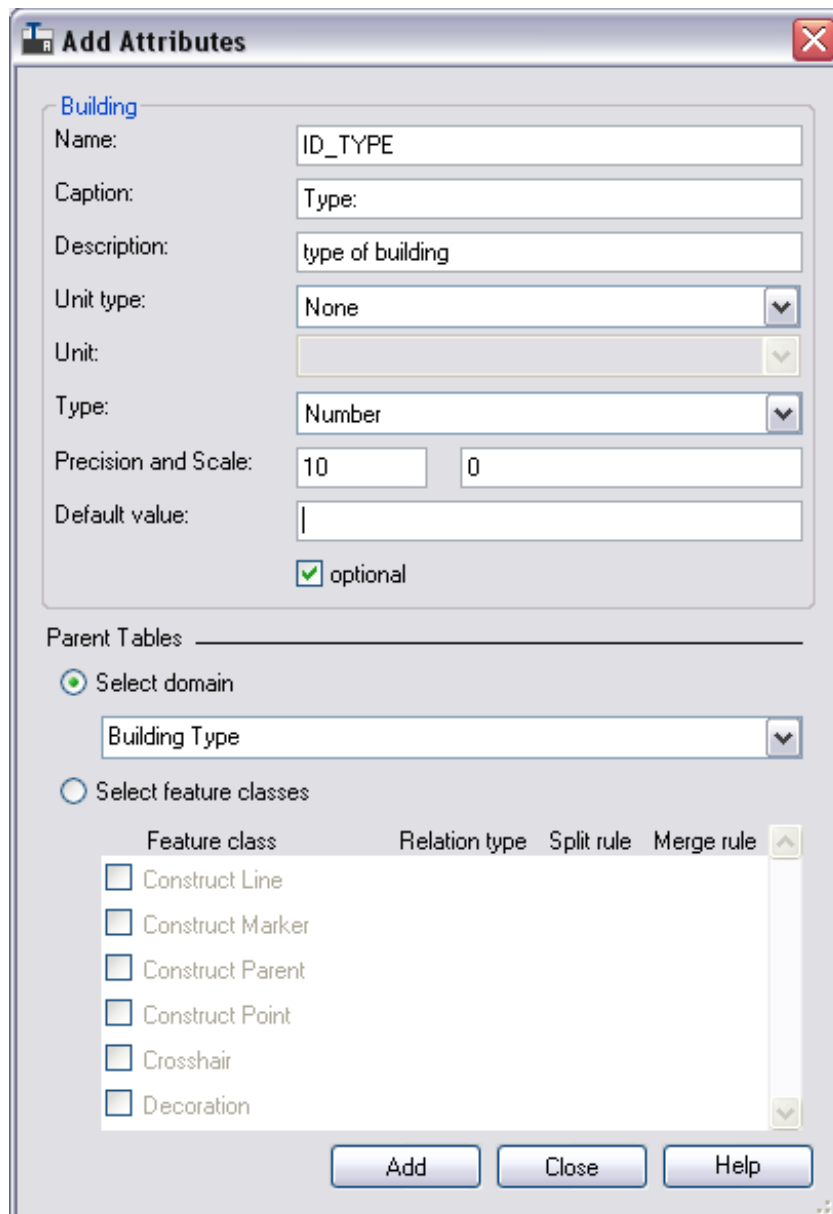 Add Attributes
Building
Name: ID_TYPE
Caption: Type:
Description: type of building
Unit type: None
Unit:
Type: Number
Precision and Scale: 10 0
Default value:
optional
Parent Tables
Select domain
Building Type
Select feature classes
Feature class Relation type Split rule Merge rule
Construct Line
Construct Marker
Construct Parent
Construct Point
Crosshair
Decoration
Add Close Help